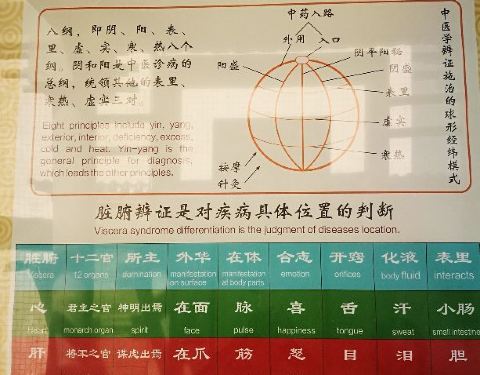 八纲，即阴、阳、表、
里、虚、实、寒、热八个
纲。阴和阳是中医诊病的
总纲，统领其他的表里、
寒热、虚实三对。
Eight principles include yin, yang,
exterior, interior, deficiency, excess,
cold and heat. Yin-yang is the
general principle for diagnosis,
which leads the other principles.
中药入路
外用 入口
阴平阳秘
阳盛
阴盛
表里
虚实
寒热
按摩
针灸
中医学辨证施治的球形经纬模式
脏腑辨证是对疾病具体位置的判断
Viscera syndrome differentiation is the judgment of diseases location.
脏腑 十二官 所主 外华 在体 合志 开窍 化液 表里
Viscera 12 organs domination manifestation on surface manifestation at body parts emotion orifices body fluid interacts
心 君主之官 神明出焉 在面 脉 喜 舌 汗 小肠
Heart monarch organ spirit face pulse happiness tongue sweat small intestine
肝 将军之官 谋虑出焉 在爪 筋 怒 目 泪 胆